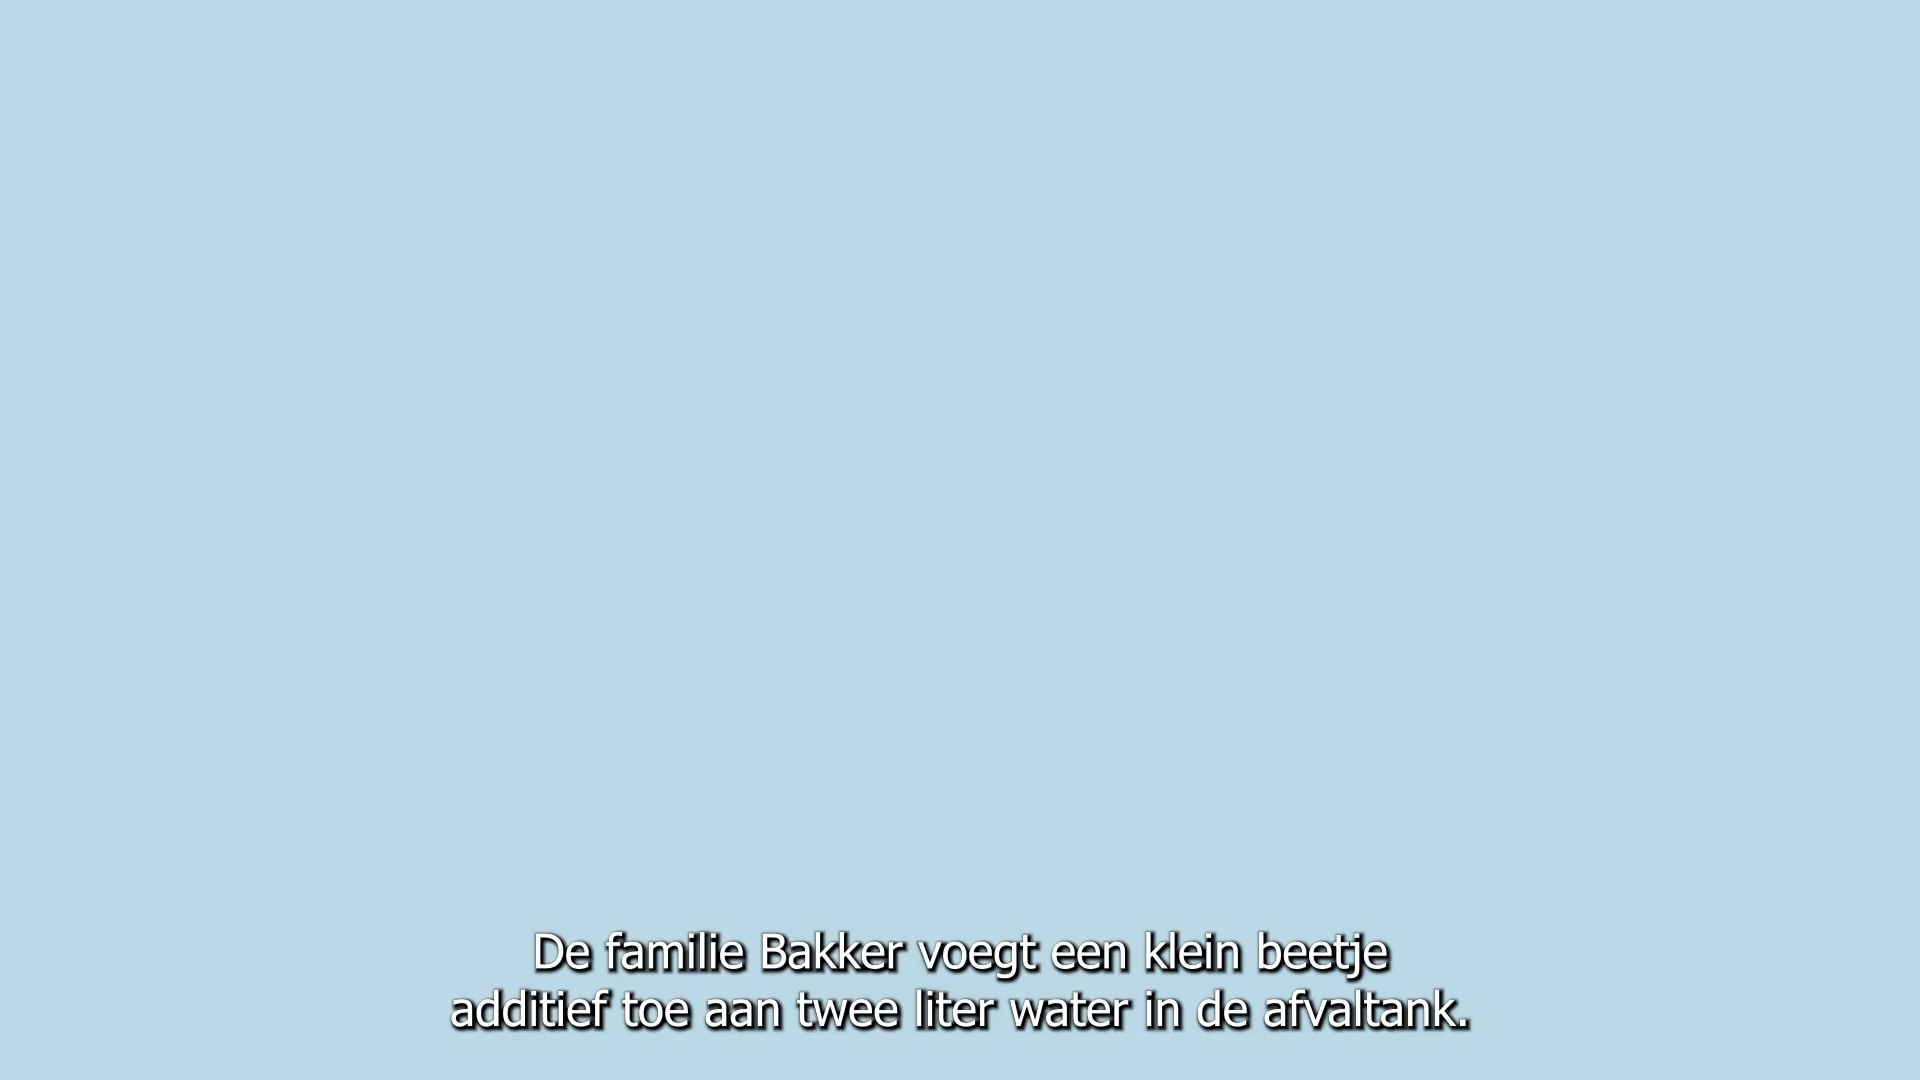 De familie Bakker voegt een klein beetje
additief toe aan twee liter water in de afvaltank.